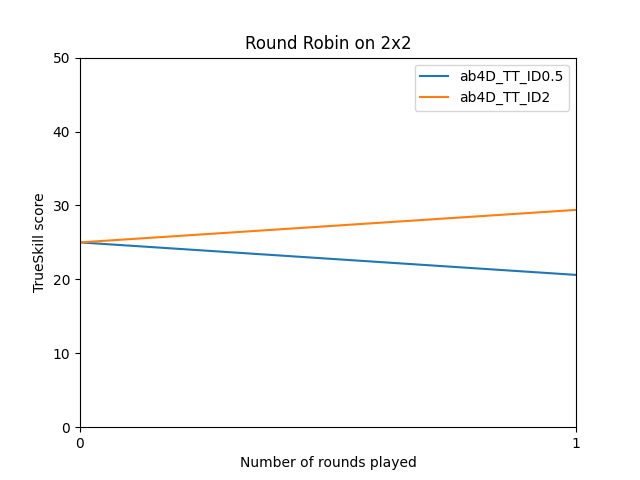 Round Robin on 2x2
ab4D_TT_ID0.5
ab4D_TT_ID2
TrueSkill score
50
40
30
20
10
0
0 1
Number of rounds played